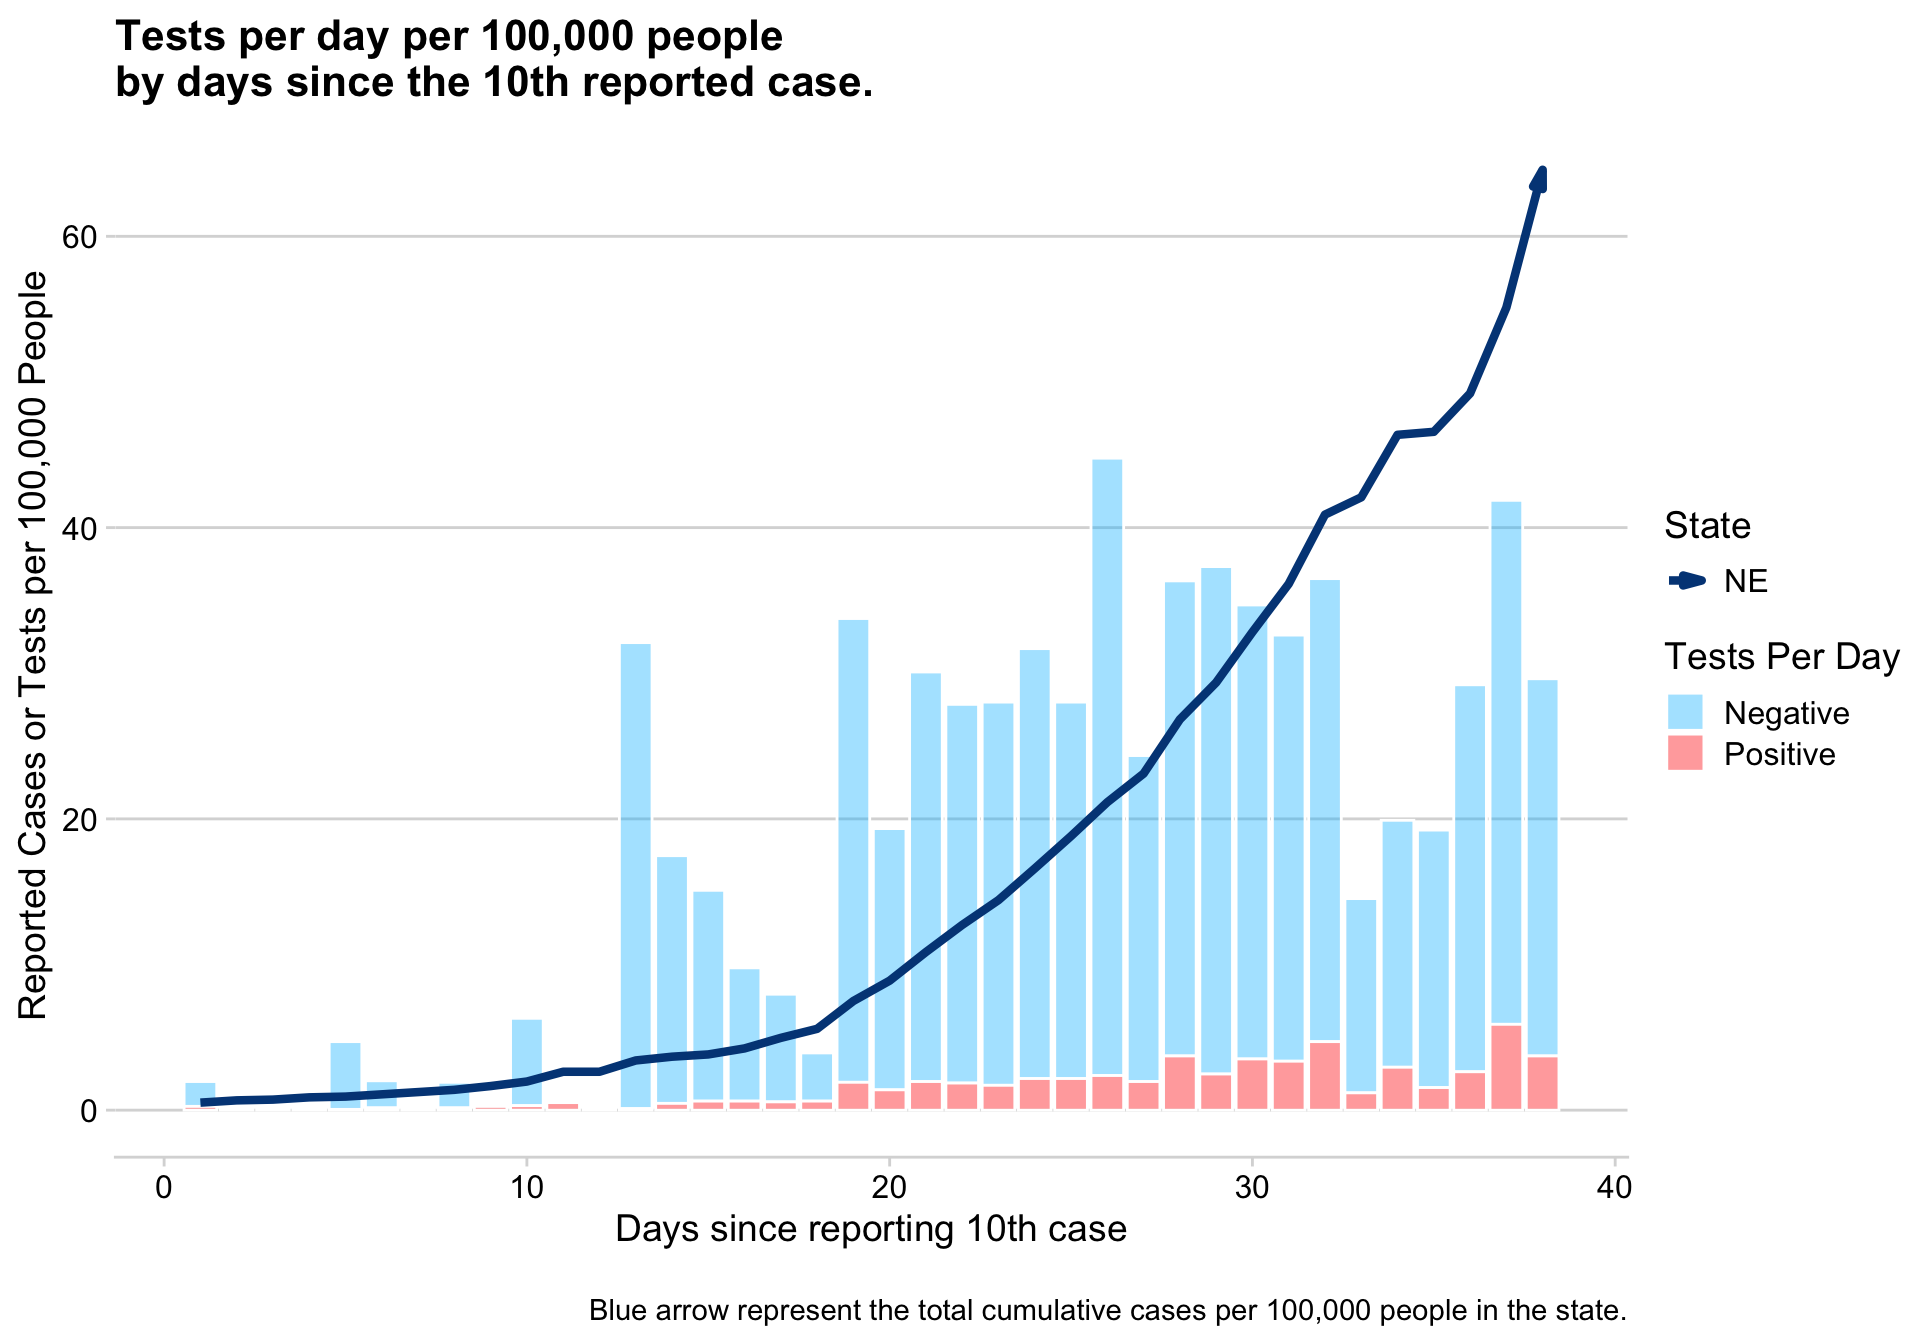 Tests per day per 100,000 people
by days since the 10th reported case.
Reported Cases or Tests per 100,000 People
60
40
20
0
0 10 20 30 40
Days since reporting 10th case
State
NE
Tests Per Day
Negative
Positive
Blue arrow represent the total cumulative cases per 100,000 people in the state.